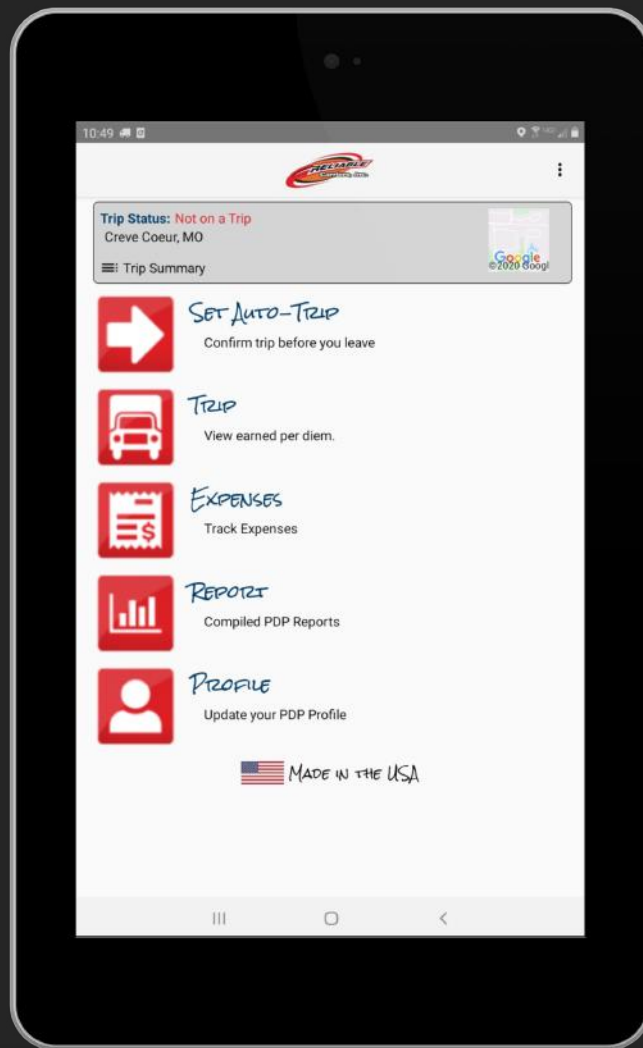 10:49
RELIABLE
Trip Status: Not on a Trip
Creve Coeur, MO
Trip Summary
Google
©2020 Googl
SET AUTO-TRIP
Confirm trip before you leave
TRIP
View earned per diem.
EXPENSES
Track Expenses
REPORT
Compiled PDP Reports
PROFILE
Update your PDP Profile
MADE IN THE USA